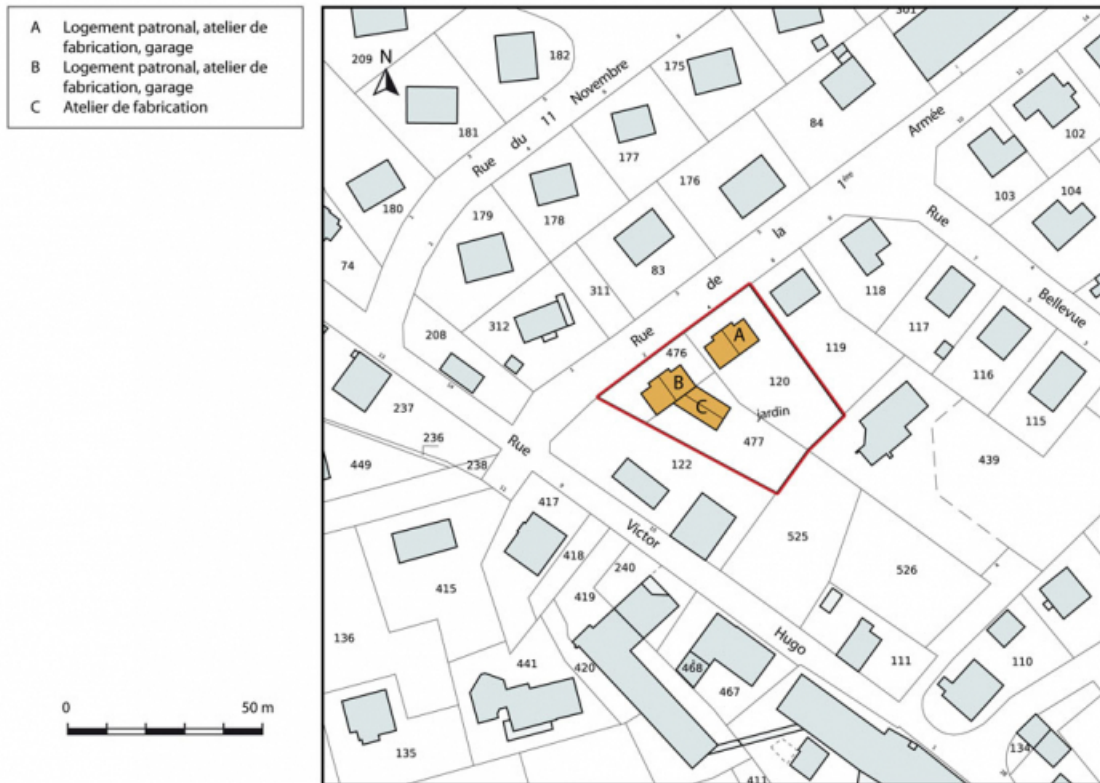 A Logement patronal, atelier de
fabrication, garage
B Logement patronal, atelier de
fabrication, garage
C Atelier de fabrication
0 50 m
N
209
182
175
301
181
Rue du 11 Novembre
84
Armée
102
177
176
103
104
180
179
178
1ère
Rue
74
83
la
118
Bellevue
311
de
312
208
Rue
476
A
119
117
116
120
237
B
C
Jardin
115
236
477
449
238
Rue
122
439
417
Victor
525
418
526
415
240
419
136
Hugo
441
420
468
111
110
467
135
134
411